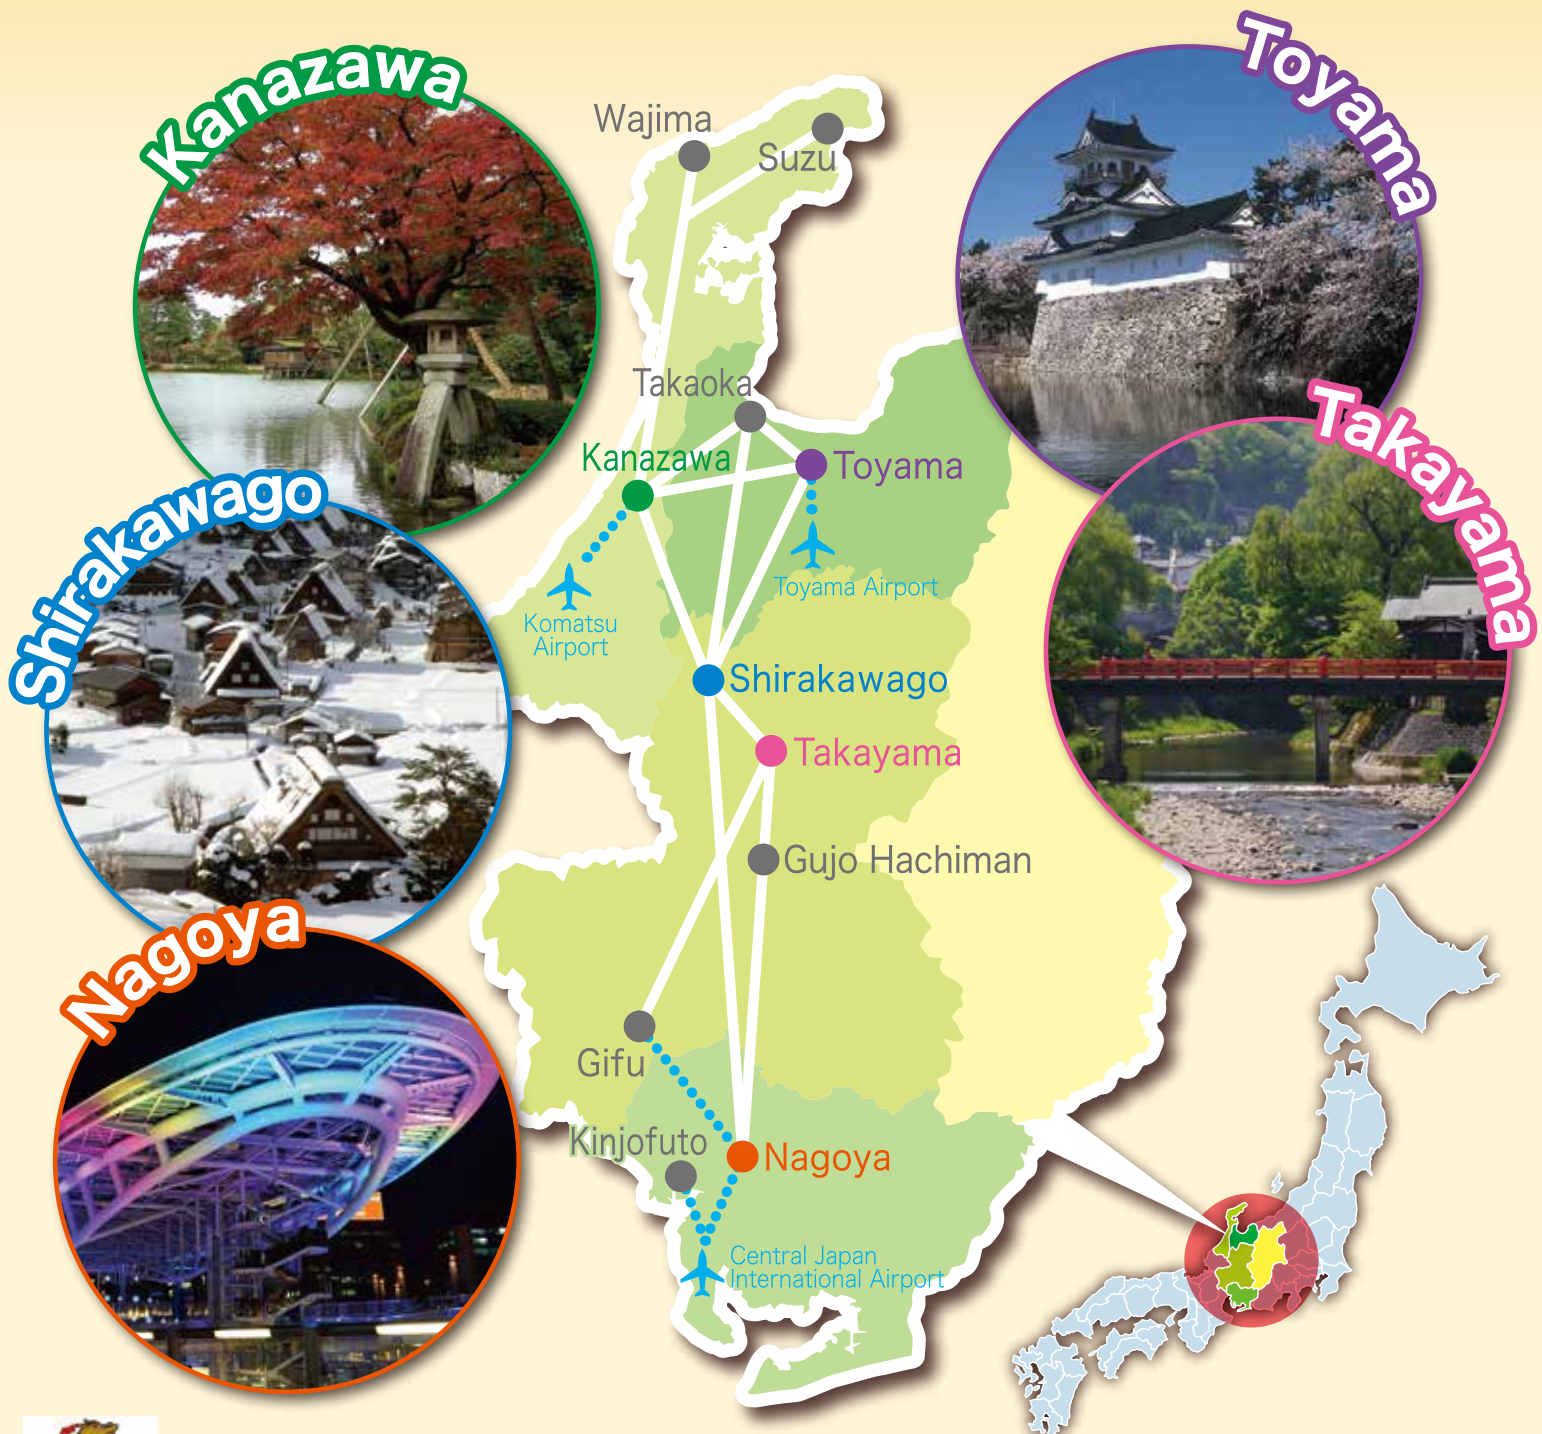 Kanazawa
Toyama
Wajima
Suzu
Takaoka
Kanazawa
Toyama
Takayama
Shirakawago
Toyama Airport
Komatsu
Airport
Shirakawago
Takayama
Gujo Hachiman
Nagoya
Gifu
Kinjofuto
Nagoya
Central Japan
International Airport